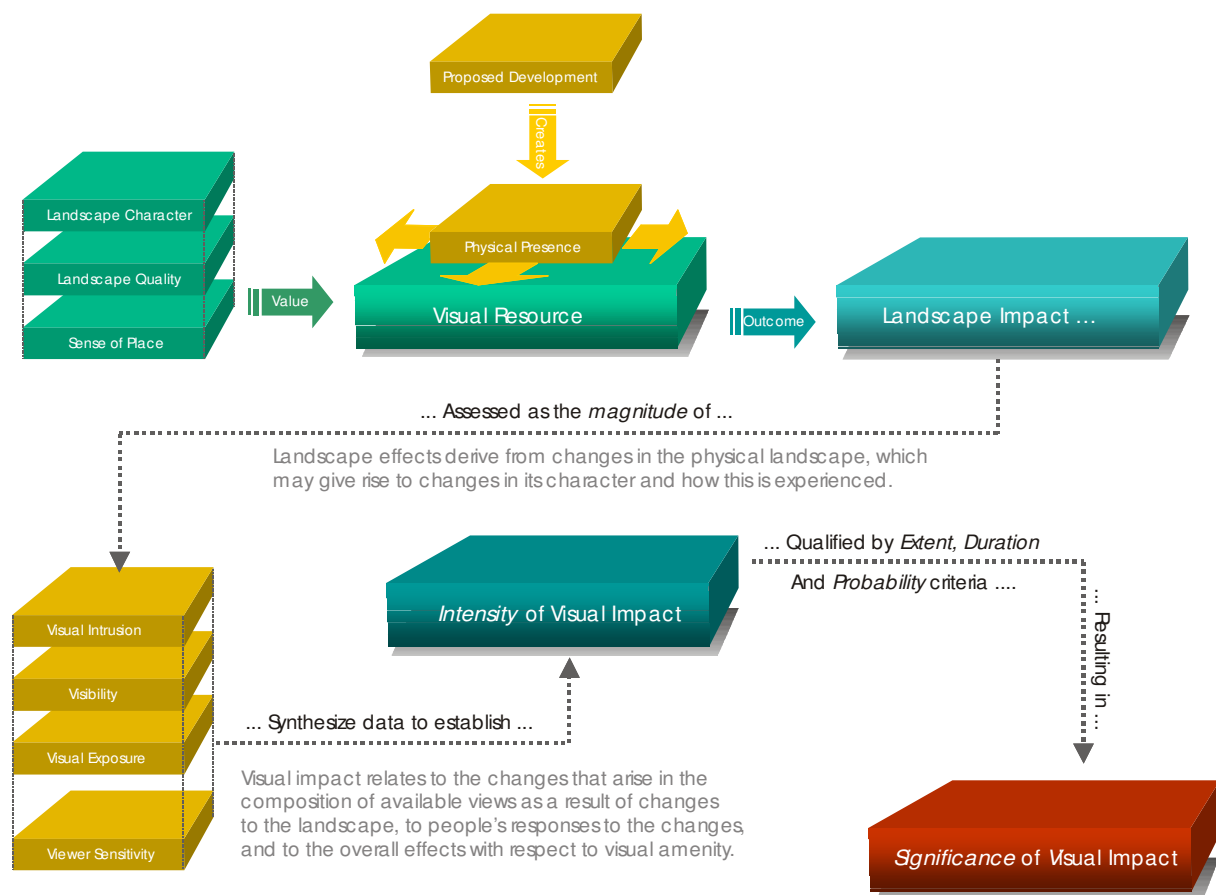 Proposed Development
Creates
Landscape Character
Physical Presence
Landscape Quality
Value
Visual Resource
Outcome
Landscape Impact ...
Sense of Place
... Assessed as the magnitude of ...
Landscape effects derive from changes in the physical landscape, which
may give rise to changes in its character and how this is experienced.
... Qualified by Extent, Duration
And Probability criteria ....
Intensity of Visual Impact
... Resulting in ...
Visual Intrusion
Visibility
... Synthesize data to establish ...
Visual Exposure
Visual impact relates to the changes that arise in the
composition of available views as a result of changes
to the landscape, to people's responses to the changes,
and to the overall effects with respect to visual amenity.
Viewer Sensitivity
Significance of Visual Impact